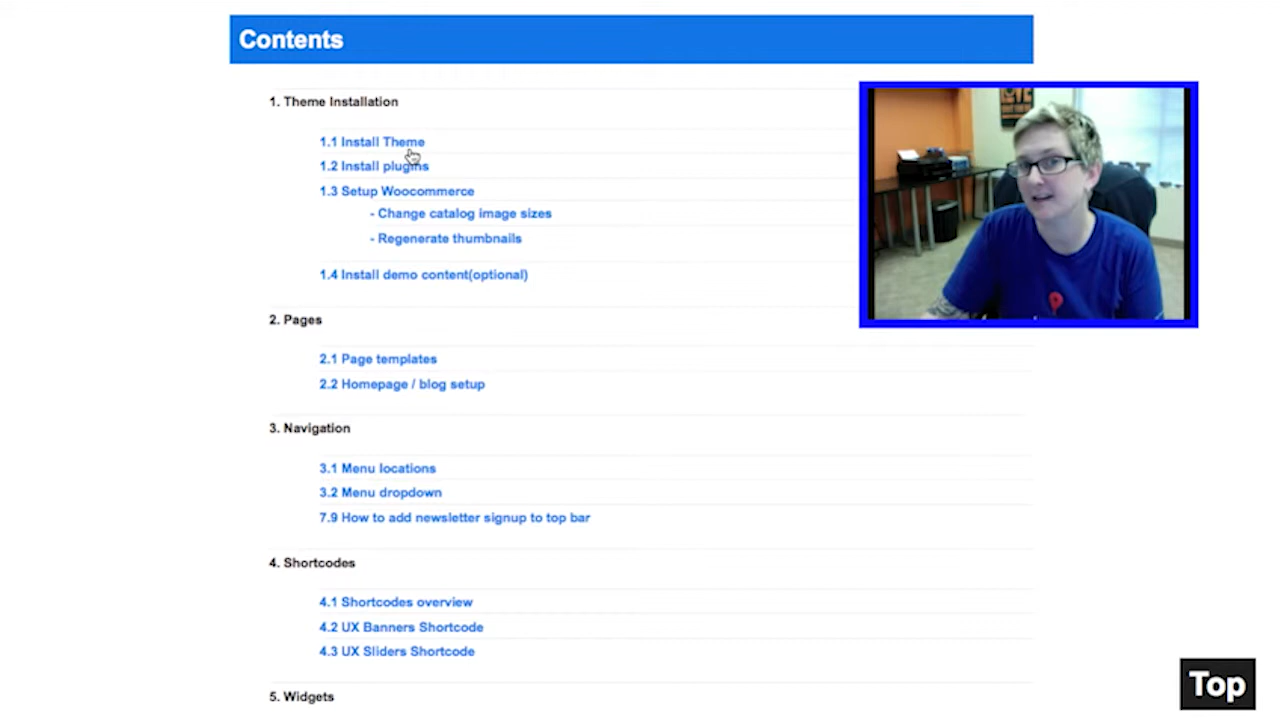 Contents
1. Theme Installation
1.1 Install Theme
1.2 Install plugins
1.3 Setup Woocommerce
- Change catalog image sizes
- Regenerate thumbnails
1.4 Install demo content(optional)
2. Pages
2.1 Page templates
2.2 Homepage / blog setup
3. Navigation
3.1 Menu locations
3.2 Menu dropdown
7.9 How to add newsletter signup to top bar
4. Shortcodes
4.1 Shortcodes overview
4.2 UX Banners Shortcode
4.3 UX Sliders Shortcode
5. Widgets
Top